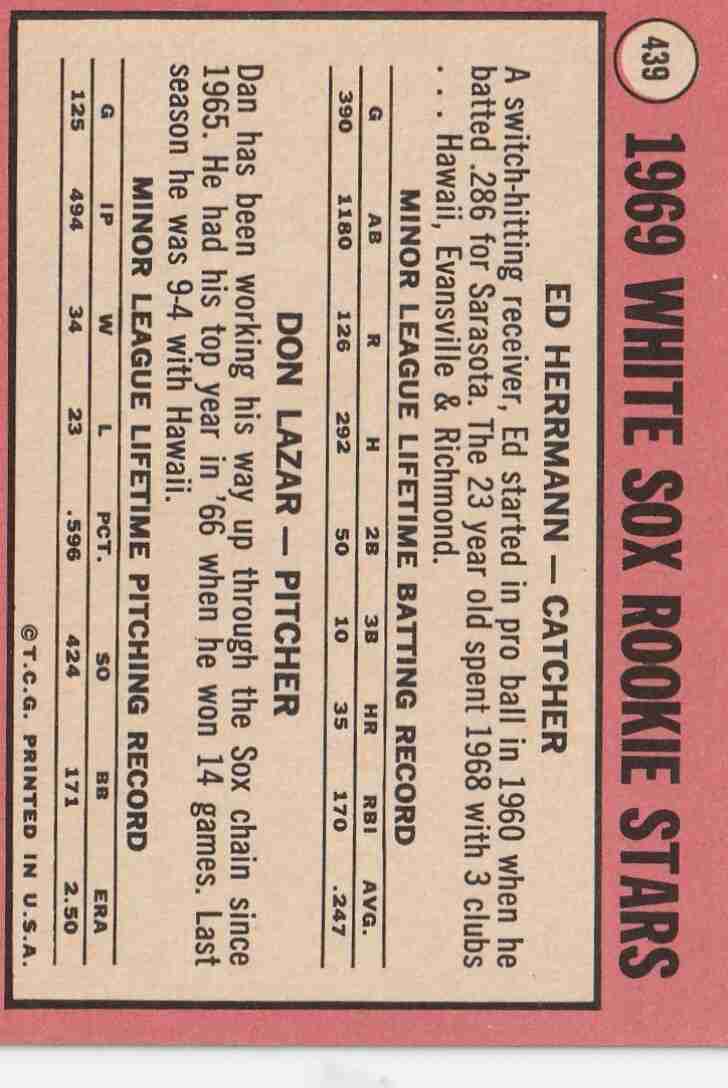 439
1969 WHITE SOX ROOKIE STARS
ED HERRMANN — CATCHER
A switch-hitting receiver, Ed started in pro ball in 1960 when he
batted .286 for Sarasota. The 23 year old spent 1968 with 3 clubs
. . . Hawaii, Evansville & Richmond.
MINOR LEAGUE LIFETIME BATTING RECORD
G AB R H 2B 3B HR RBI AVG.
390 1180 126 292 50 10 35 170 .247
DON LAZAR — PITCHER
Dan has been working his way up through the Sox chain since
1965. He had his top year in '66 when he won 14 games. Last
season he was 9-4 with Hawaii.
MINOR LEAGUE LIFETIME PITCHING RECORD
G IP W L PCT. SO BB ERA
125 494 34 23 .596 424 171 2.50
©T.C.G. PRINTED IN U.S.A.